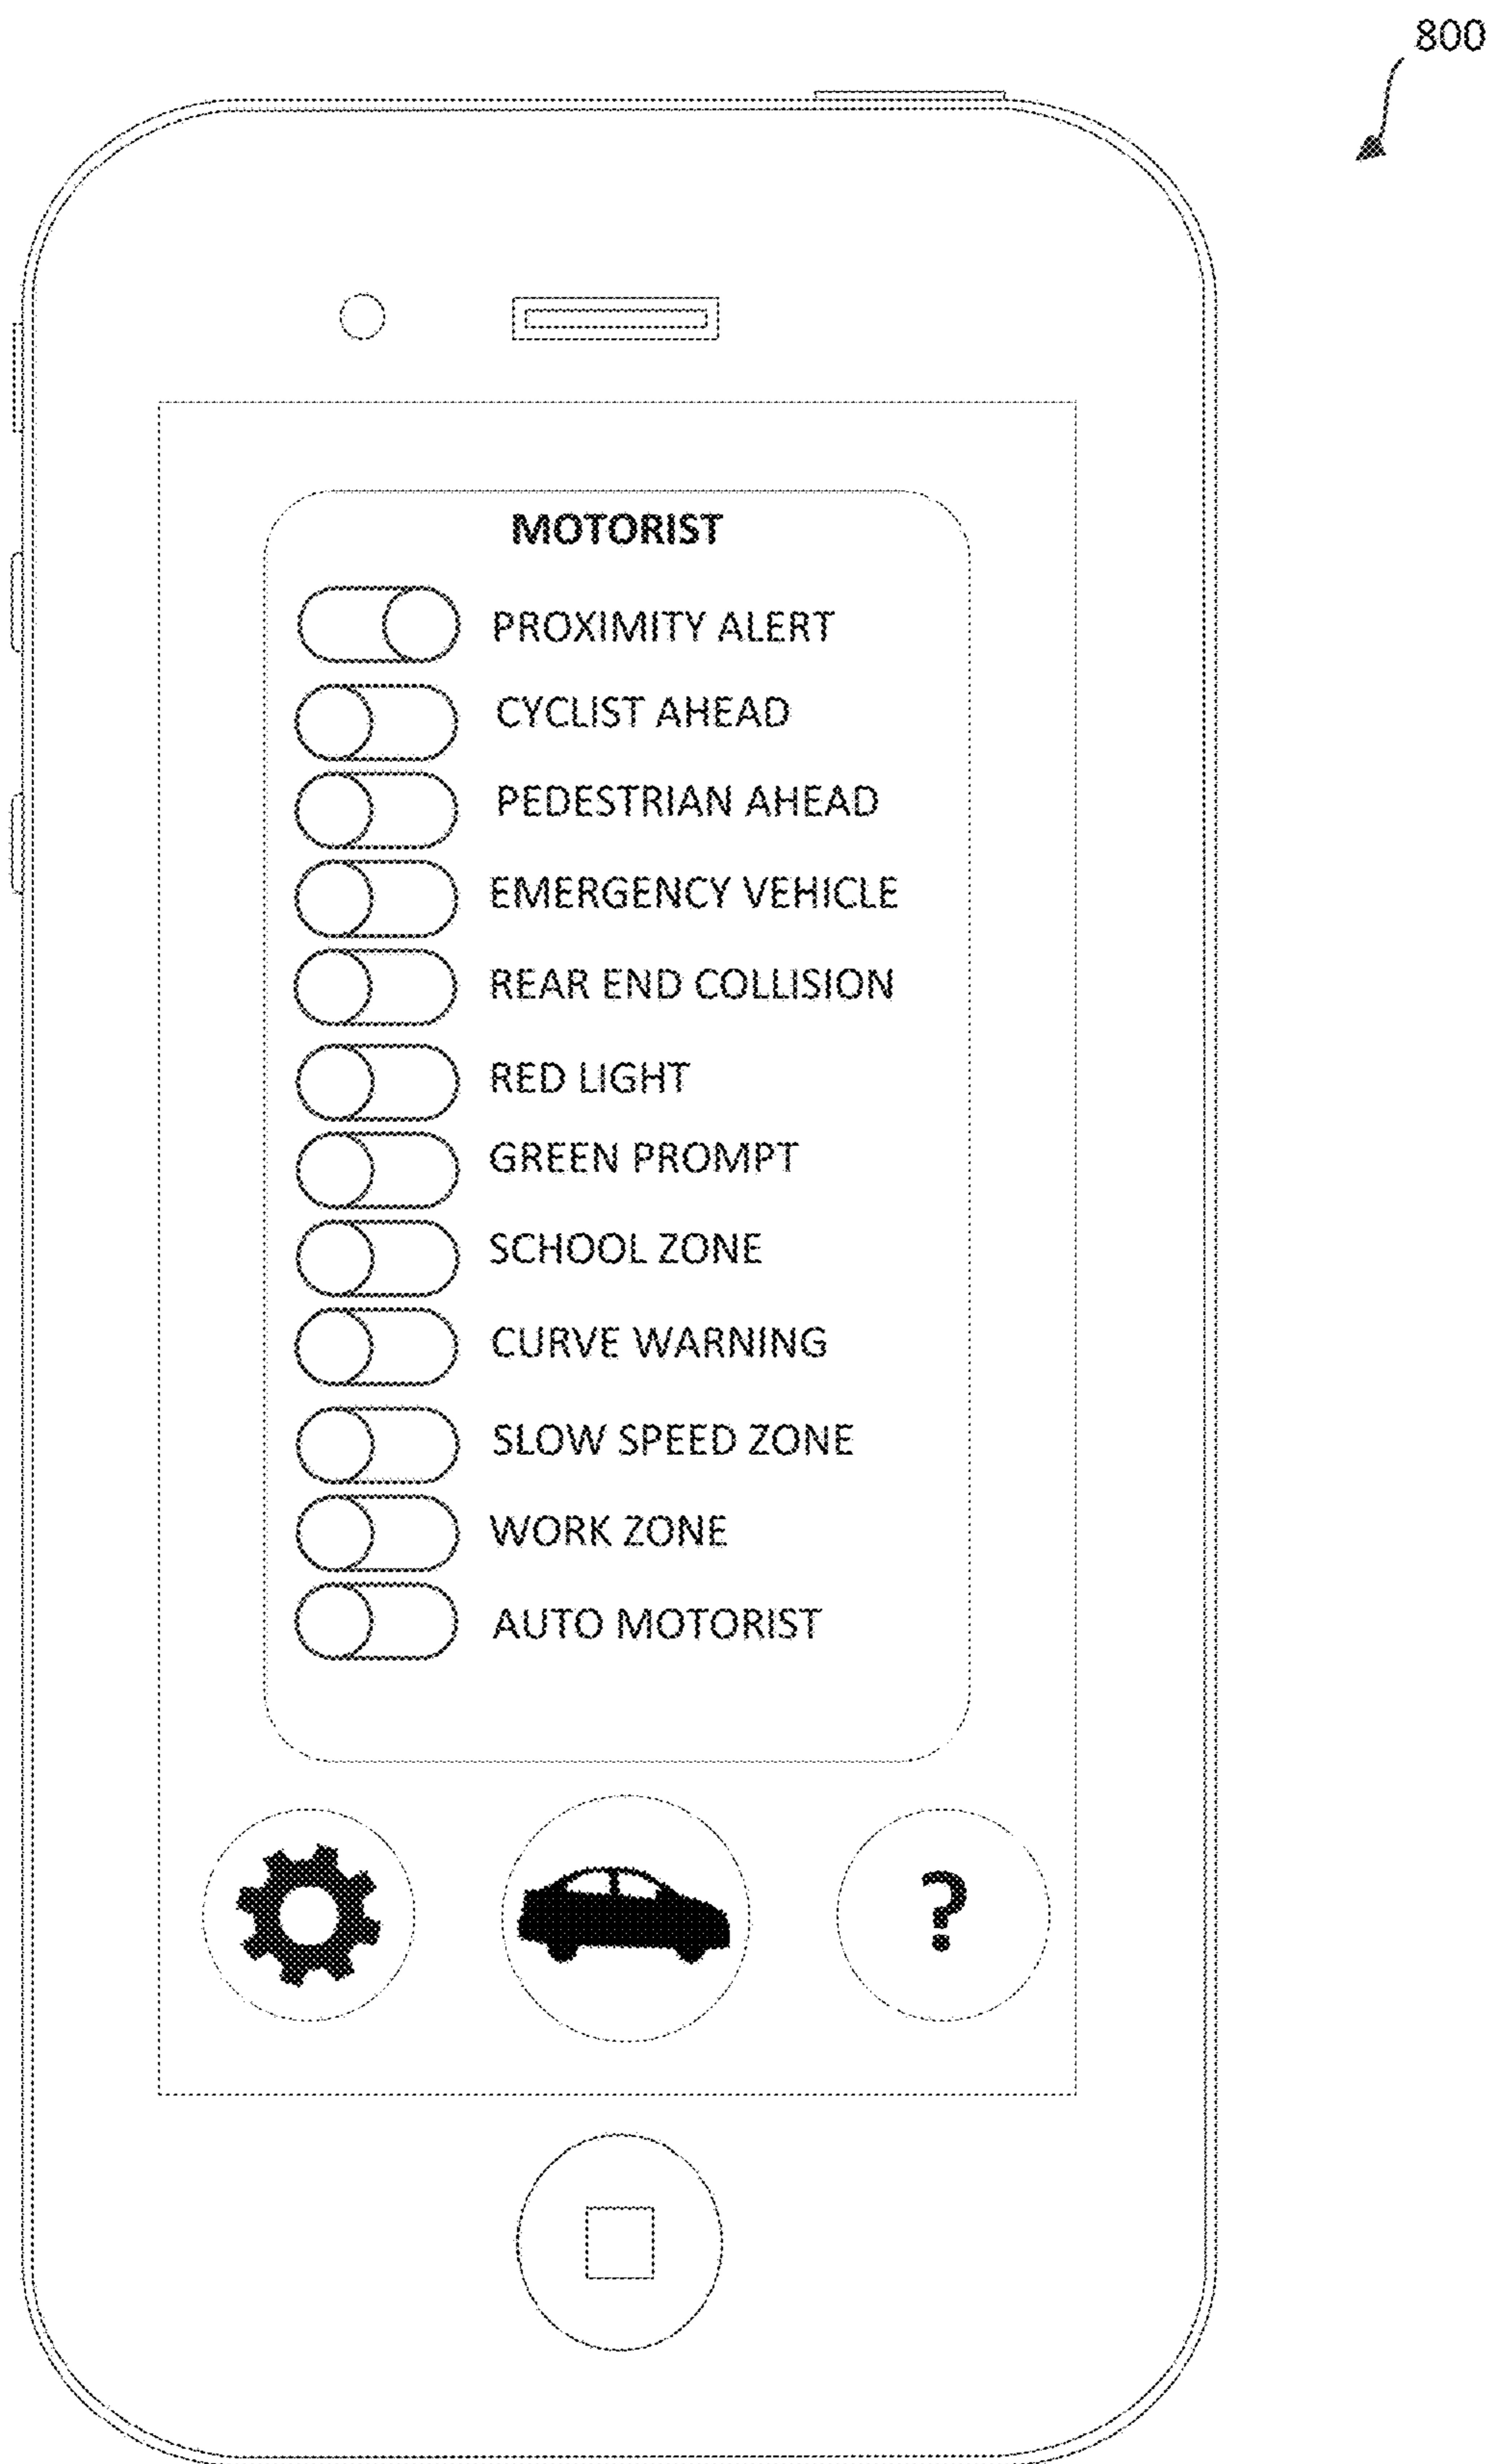 800
MOTORIST
PROXIMITY ALERT
CYCLIST AHEAD
PEDESTRIAN AHEAD
EMERGENCY VEHICLE
REAR END COLLISION
RED LIGHT
GREEN PROMPT
SCHOOL ZONE
CURVE WARNING
SLOW SPEED ZONE
WORK ZONE
AUTO MOTORIST
?